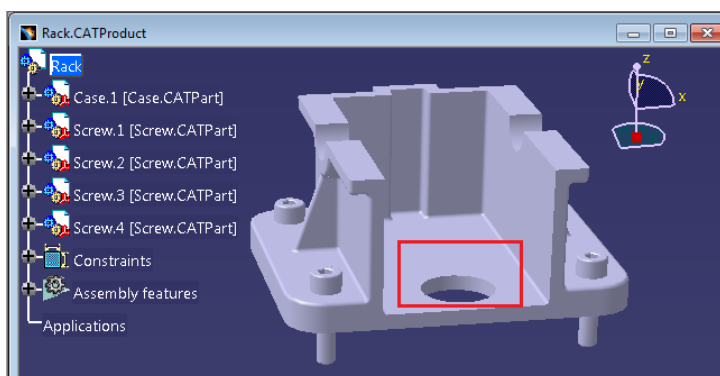 Rack.CATProduct
Rack
Case.1 [Case.CATPart]
Screw.1 [Screw.CATPart]
Screw.2 [Screw.CATPart]
Screw.3 [Screw.CATPart]
Screw.4 [Screw.CATPart]
Constraints
Assembly features
Applications
z
y
x